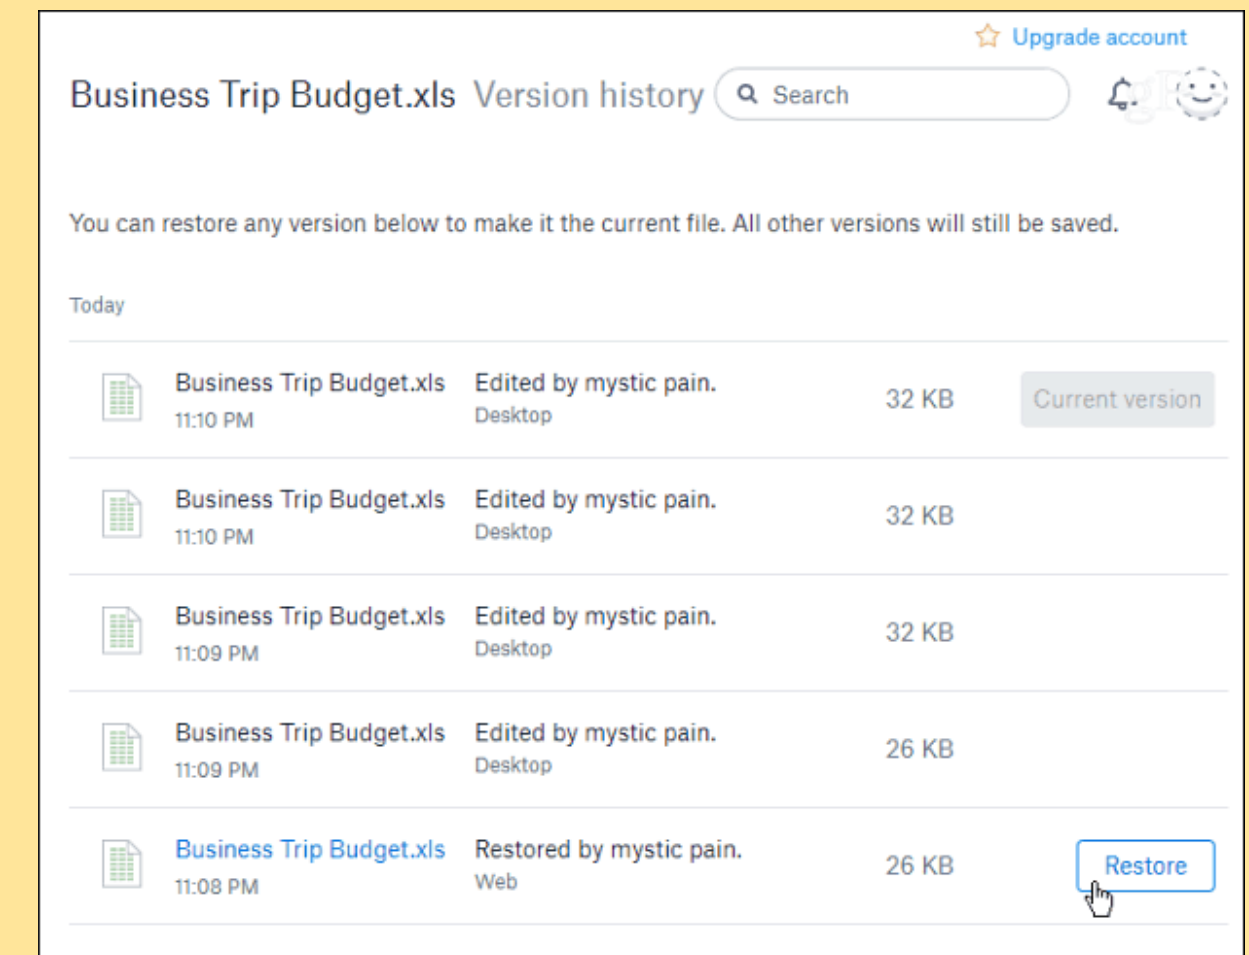 Upgrade account
Business Trip Budget.xls Version history Search
You can restore any version below to make it the current file. All other versions will still be saved.
Today
Business Trip Budget.xls Edited by mystic pain. 32 KB Current version
11:10 PM Desktop
Business Trip Budget.xls Edited by mystic pain. 32 KB
11:10 PM Desktop
Business Trip Budget.xls Edited by mystic pain. 32 KB
11:09 PM Desktop
Business Trip Budget.xls Edited by mystic pain. 26 KB
11:09 PM Desktop
Business Trip Budget.xls Restored by mystic pain. 26 KB Restore
11:08 PM Web